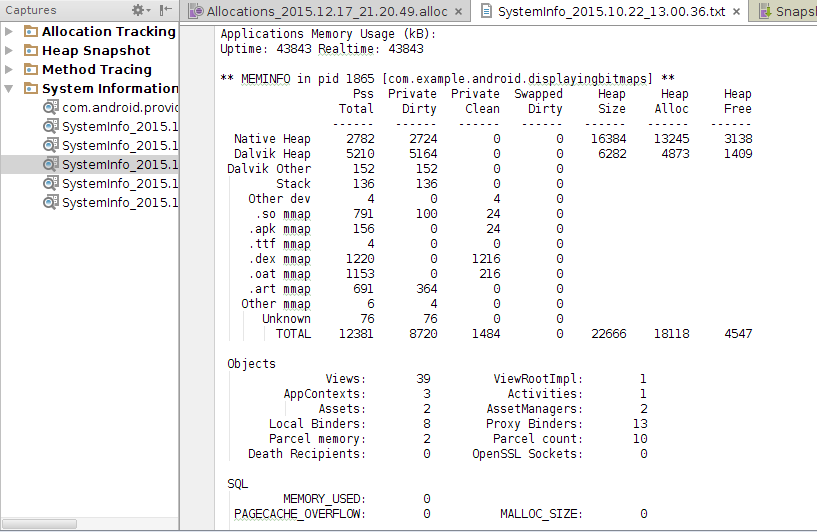 Captures
Allocation Tracking
Heap Snapshot
Method Tracing
System Information
com.android.provid
SystemInfo_2015.1
SystemInfo_2015.1
SystemInfo_2015.1
SystemInfo_2015.1
SystemInfo_2015.1
Allocations_2015.12.17_21.20.49.alloc × SystemInfo_2015.10.22_13.00.36.txt × Snapsh
Applications Memory Usage (kB):
Uptime: 43843 Realtime: 43843
** MEMINFO in pid 1865 [com.example.android.displayingbitmaps] **
Pss Private Private Swapped Heap Heap Heap
Total Dirty Clean Dirty Size Alloc Free
------ ------ ------ ------ ------ ------ ------
Native Heap 2782 2724 0 0 16384 13245 3138
Dalvik Heap 5210 5164 0 0 6282 4873 1409
Dalvik Other 152 152 0 0
Stack 136 136 0 0
Other dev 4 0 4 0
.so mmap 791 100 24 0
.apk mmap 156 0 24 0
.ttf mmap 4 0 0 0
.dex mmap 1220 0 1216 0
.oat mmap 1153 0 216 0
.art mmap 691 364 0 0
Other mmap 6 4 0 0
Unknown 76 76 0 0
TOTAL 12381 8720 1484 0 22666 18118 4547
Objects
Views: 39 ViewRootImpl: 1
AppContexts: 3 Activities: 1
Assets: 2 AssetManagers: 2
Local Binders: 8 Proxy Binders: 13
Parcel memory: 2 Parcel count: 10
Death Recipients: 0 OpenSSL Sockets: 0
SQL
MEMORY_USED: 0
PAGECACHE_OVERFLOW: 0 MALLOC_SIZE: 0